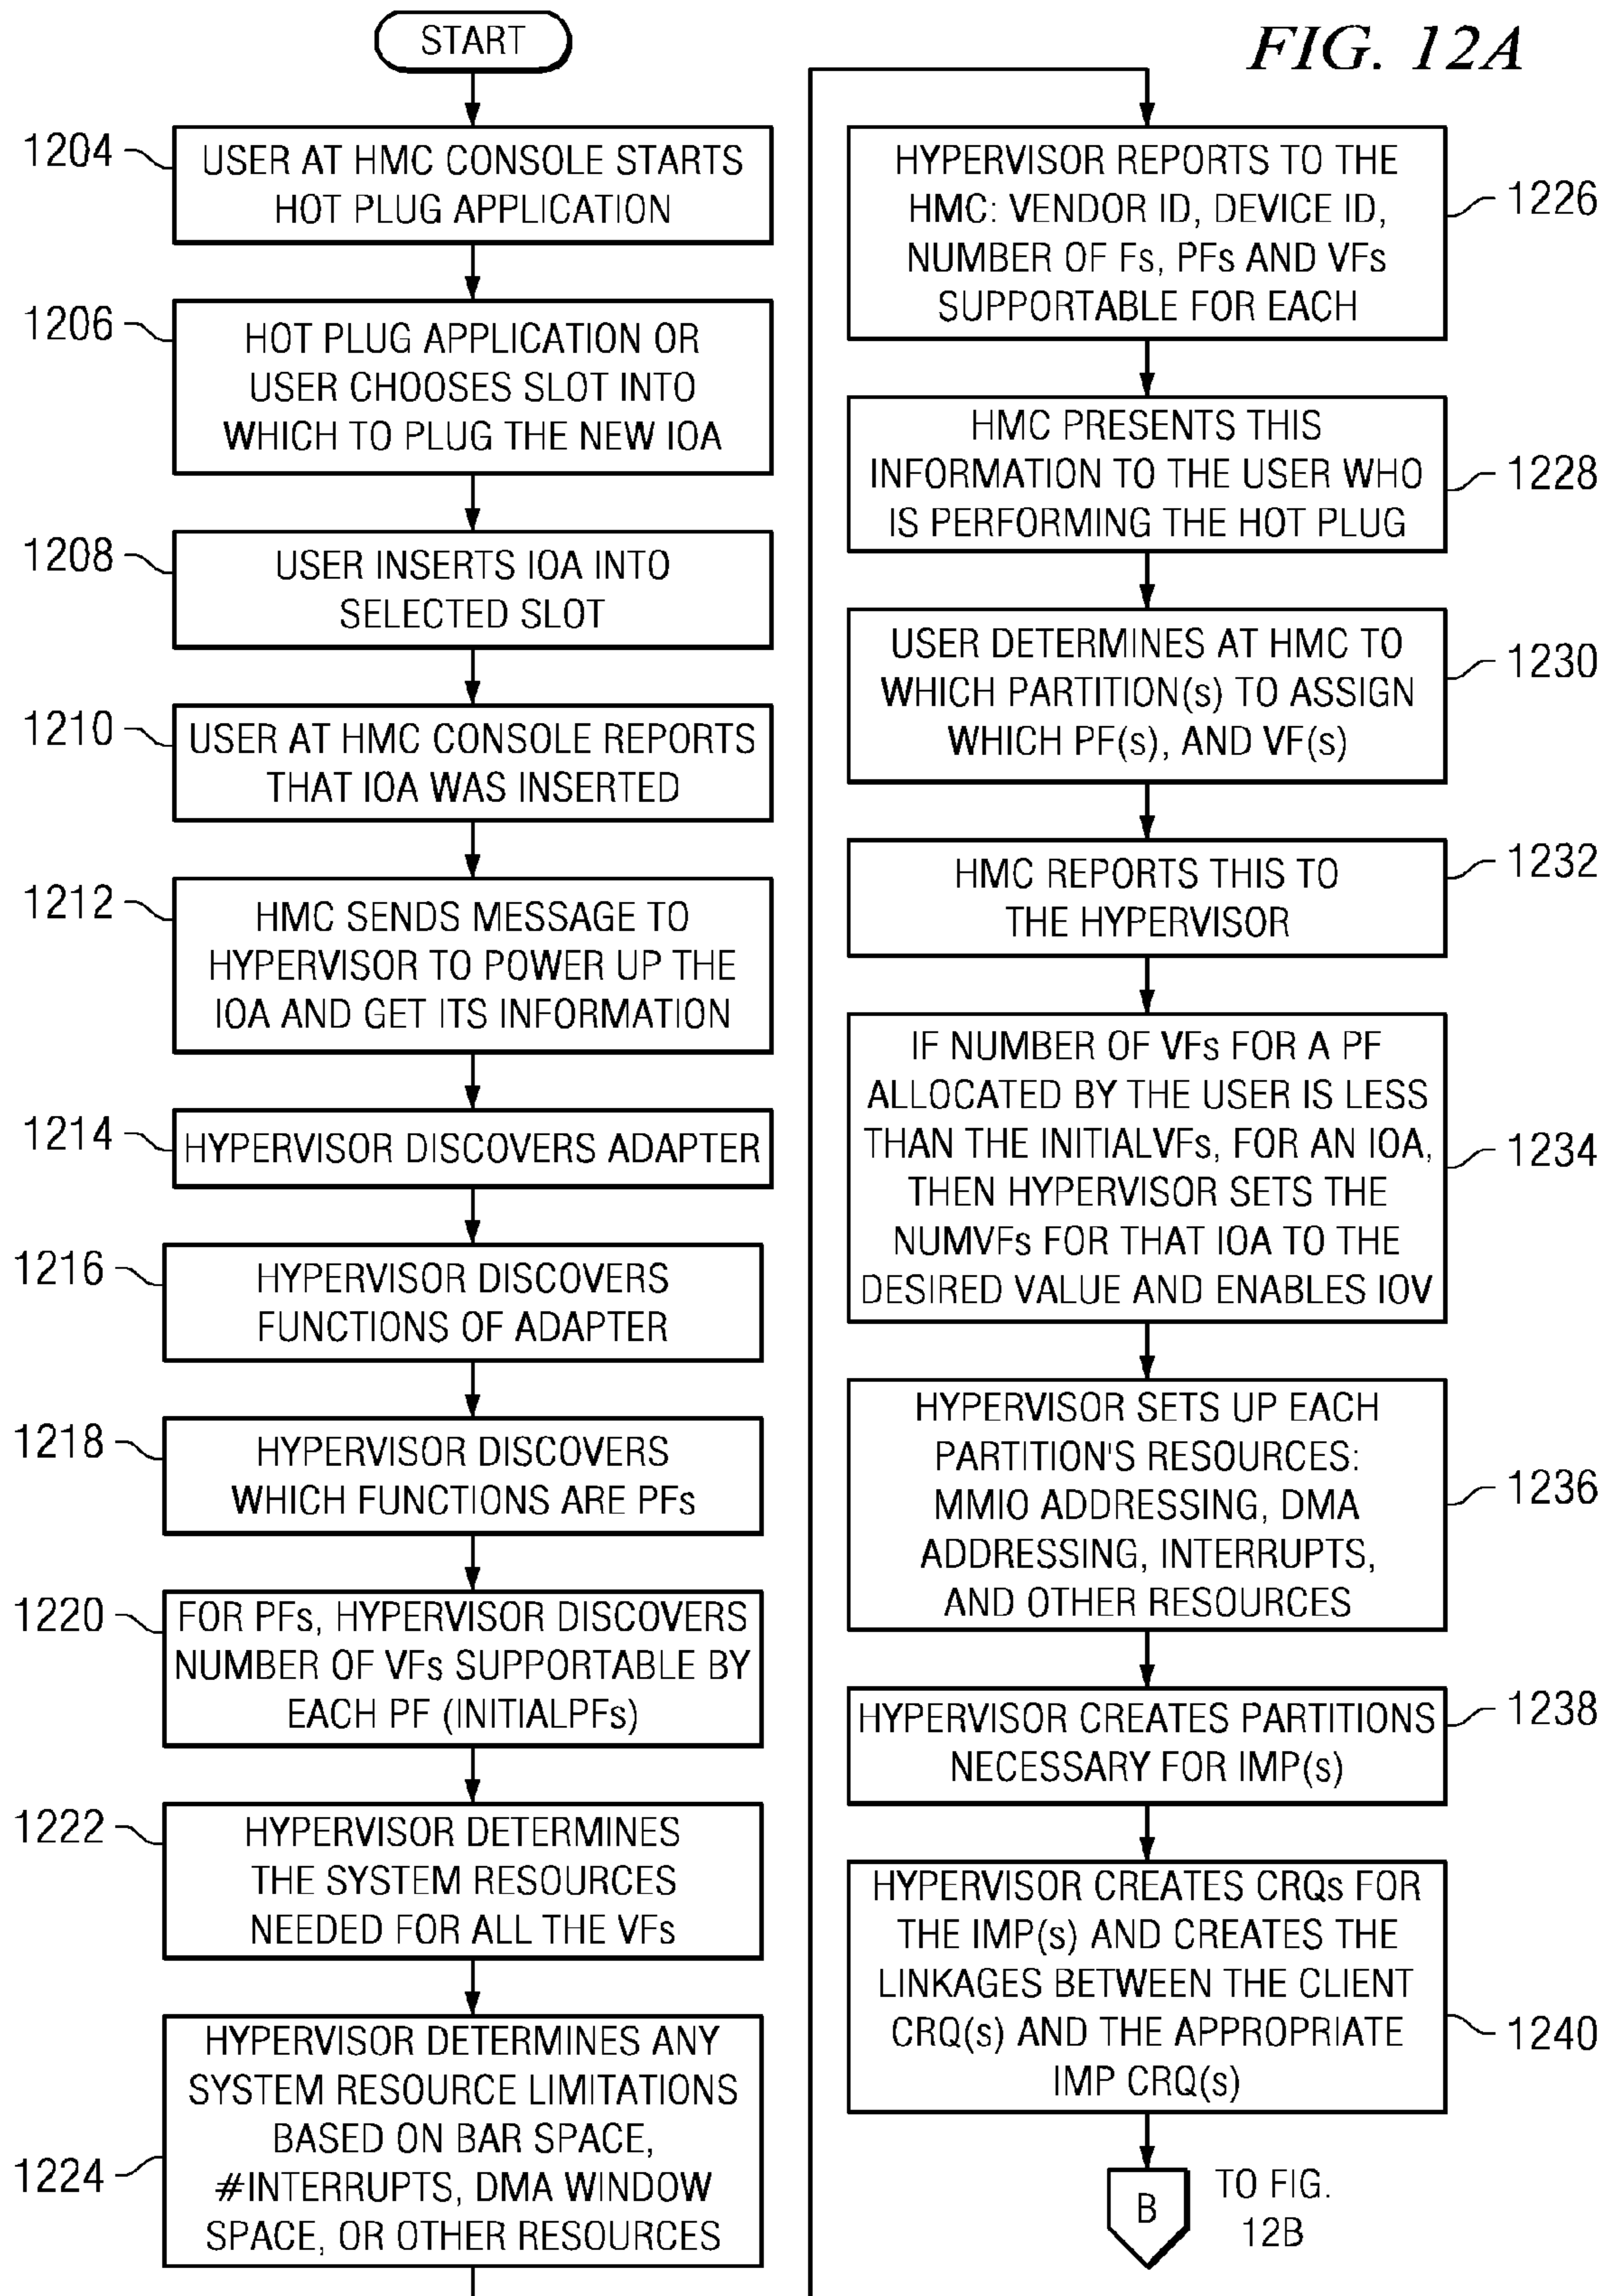 FIG. 12A
START
1204
USER AT HMC CONSOLE STARTS
HOT PLUG APPLICATION
1206
HOT PLUG APPLICATION OR
USER CHOOSES SLOT INTO
WHICH TO PLUG THE NEW IOA
1208
USER INSERTS IOA INTO
SELECTED SLOT
1210
USER AT HMC CONSOLE REPORTS
THAT IOA WAS INSERTED
1212
HMC SENDS MESSAGE TO
HYPERVISOR TO POWER UP THE
IOA AND GET ITS INFORMATION
1214
HYPERVISOR DISCOVERS ADAPTER
1216
HYPERVISOR DISCOVERS
FUNCTIONS OF ADAPTER
1218
HYPERVISOR DISCOVERS
WHICH FUNCTIONS ARE PFs
1220
FOR PFs, HYPERVISOR DISCOVERS
NUMBER OF VFs SUPPORTABLE BY
EACH PF (INITIALPFs)
1222
HYPERVISOR DETERMINES
THE SYSTEM RESOURCES
NEEDED FOR ALL THE VFs
1224
HYPERVISOR DETERMINES ANY
SYSTEM RESOURCE LIMITATIONS
BASED ON BAR SPACE,
#INTERRUPTS, DMA WINDOW
SPACE, OR OTHER RESOURCES
HYPERVISOR REPORTS TO THE
HMC: VENDOR ID, DEVICE ID,
NUMBER OF Fs, PFs AND VFs
SUPPORTABLE FOR EACH
1226
HMC PRESENTS THIS
INFORMATION TO THE USER WHO
IS PERFORMING THE HOT PLUG
1228
USER DETERMINES AT HMC TO
WHICH PARTITION(s) TO ASSIGN
WHICH PF(s), AND VF(s)
1230
HMC REPORTS THIS TO
THE HYPERVISOR
1232
IF NUMBER OF VFs FOR A PF
ALLOCATED BY THE USER IS LESS
THAN THE INITIALVFs, FOR AN IOA,
THEN HYPERVISOR SETS THE
NUMVFs FOR THAT IOA TO THE
DESIRED VALUE AND ENABLES IOV
1234
HYPERVISOR SETS UP EACH
PARTITION'S RESOURCES:
MMIO ADDRESSING, DMA
ADDRESSING, INTERRUPTS,
AND OTHER RESOURCES
1236
HYPERVISOR CREATES PARTITIONS
NECESSARY FOR IMP(s)
1238
HYPERVISOR CREATES CRQs FOR
THE IMP(s) AND CREATES THE
LINKAGES BETWEEN THE CLIENT
CRQ(s) AND THE APPROPRIATE
IMP CRQ(s)
1240
B
TO FIG.
12B